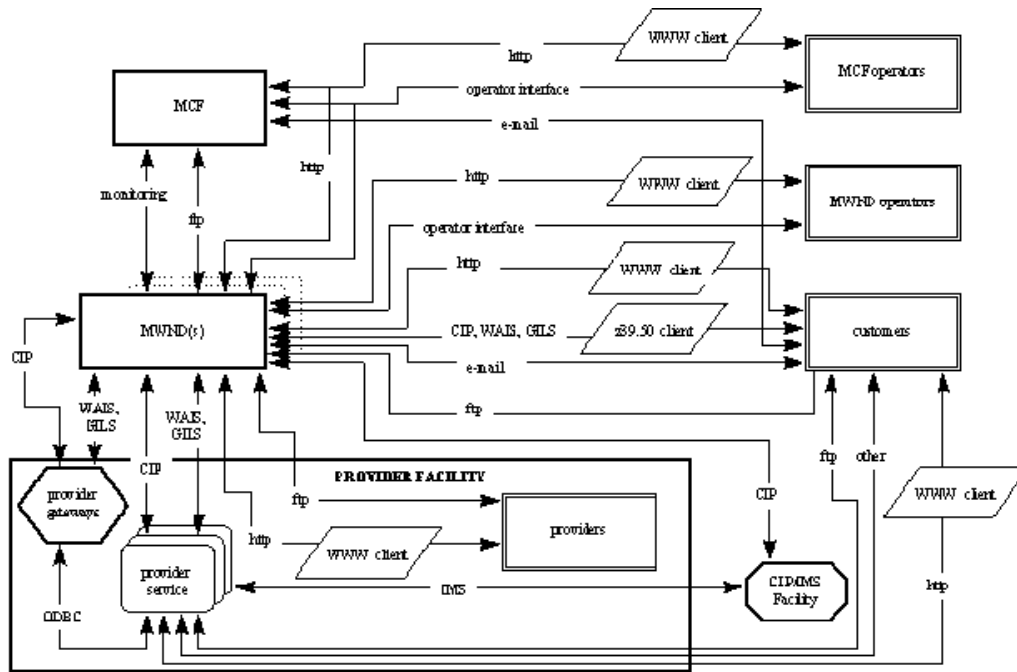 WWW client
http
MCF operators
MCF
operator interface
e-mail
http
http
WWW client
monitoring
MWND operators
ftp
operator interface
http
WWW client
MWND(s)
CIP, WAIS, GILS
z39.50 client
customers
CIP
e-mail
WAIS,
GILS
WAIS,
GILS
ftp
CIP
ftp
other
PROVIDER FACILITY
provider
gateways
ftp
CIP
WWW client
providers
http
WWW client
provider
service
IMS
CIP/IMS
Facility
http
ODBC